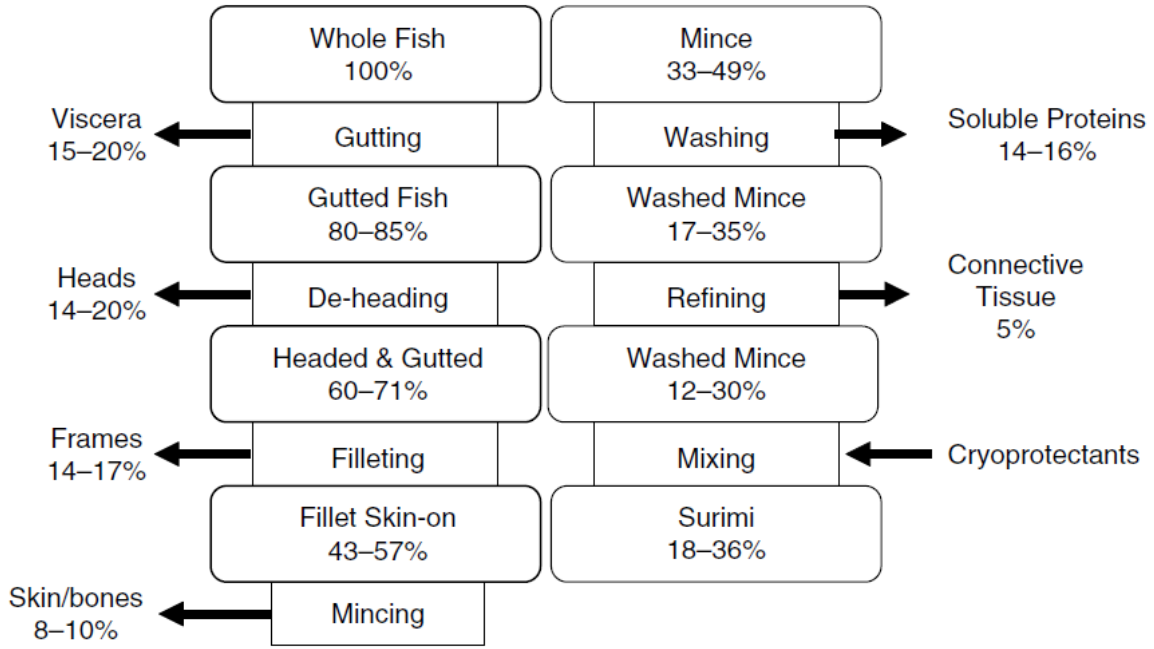 Whole Fish
100%
Viscera
15–20%
Gutting
Gutted Fish
80–85%
Heads
14–20%
De-heading
Headed & Gutted
60–71%
Frames
14–17%
Filleting
Fillet Skin-on
43–57%
Skin/bones
8–10%
Mincing
Mince
33–49%
Washing
Soluble Proteins
14–16%
Washed Mince
17–35%
Refining
Connective
Tissue
5%
Washed Mince
12–30%
Mixing
Cryoprotectants
Surimi
18–36%